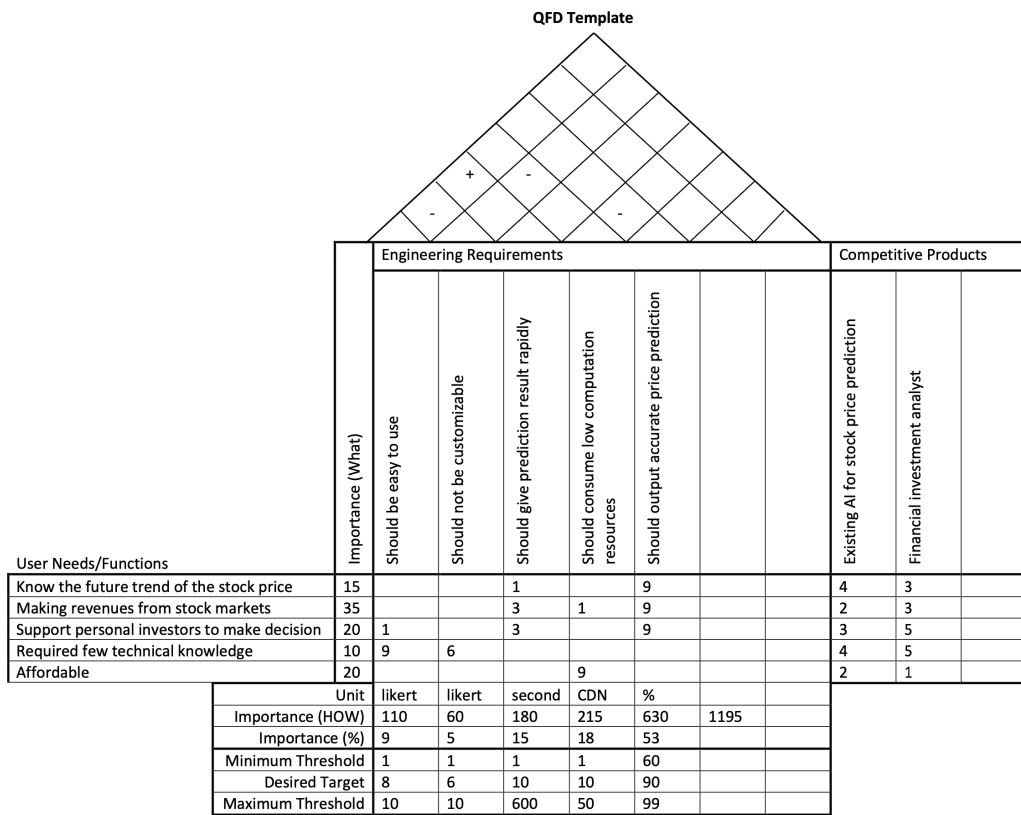 QFD Template
+ -
- -
Engineering Requirements Competitive Products
Importance (What)
Should be easy to use
Should not be customizable
Should give prediction result rapidly
Should consume low computation
resources
Should output accurate price prediction
Existing AI for stock price prediction
Financial investment analyst
User Needs/Functions
Know the future trend of the stock price 15 1 9 4 3
Making revenues from stock markets 35 3 1 9 2 3
Support personal investors to make decision 20 1 3 9 3 5
Required few technical knowledge 10 9 6 4 5
Affordable 20 9 2 1
Unit likert likert second CDN %
Importance (HOW) 110 60 180 215 630 1195
Importance (%) 9 5 15 18 53
Minimum Threshold 1 1 1 1 60
Desired Target 8 6 10 10 90
Maximum Threshold 10 10 600 50 99